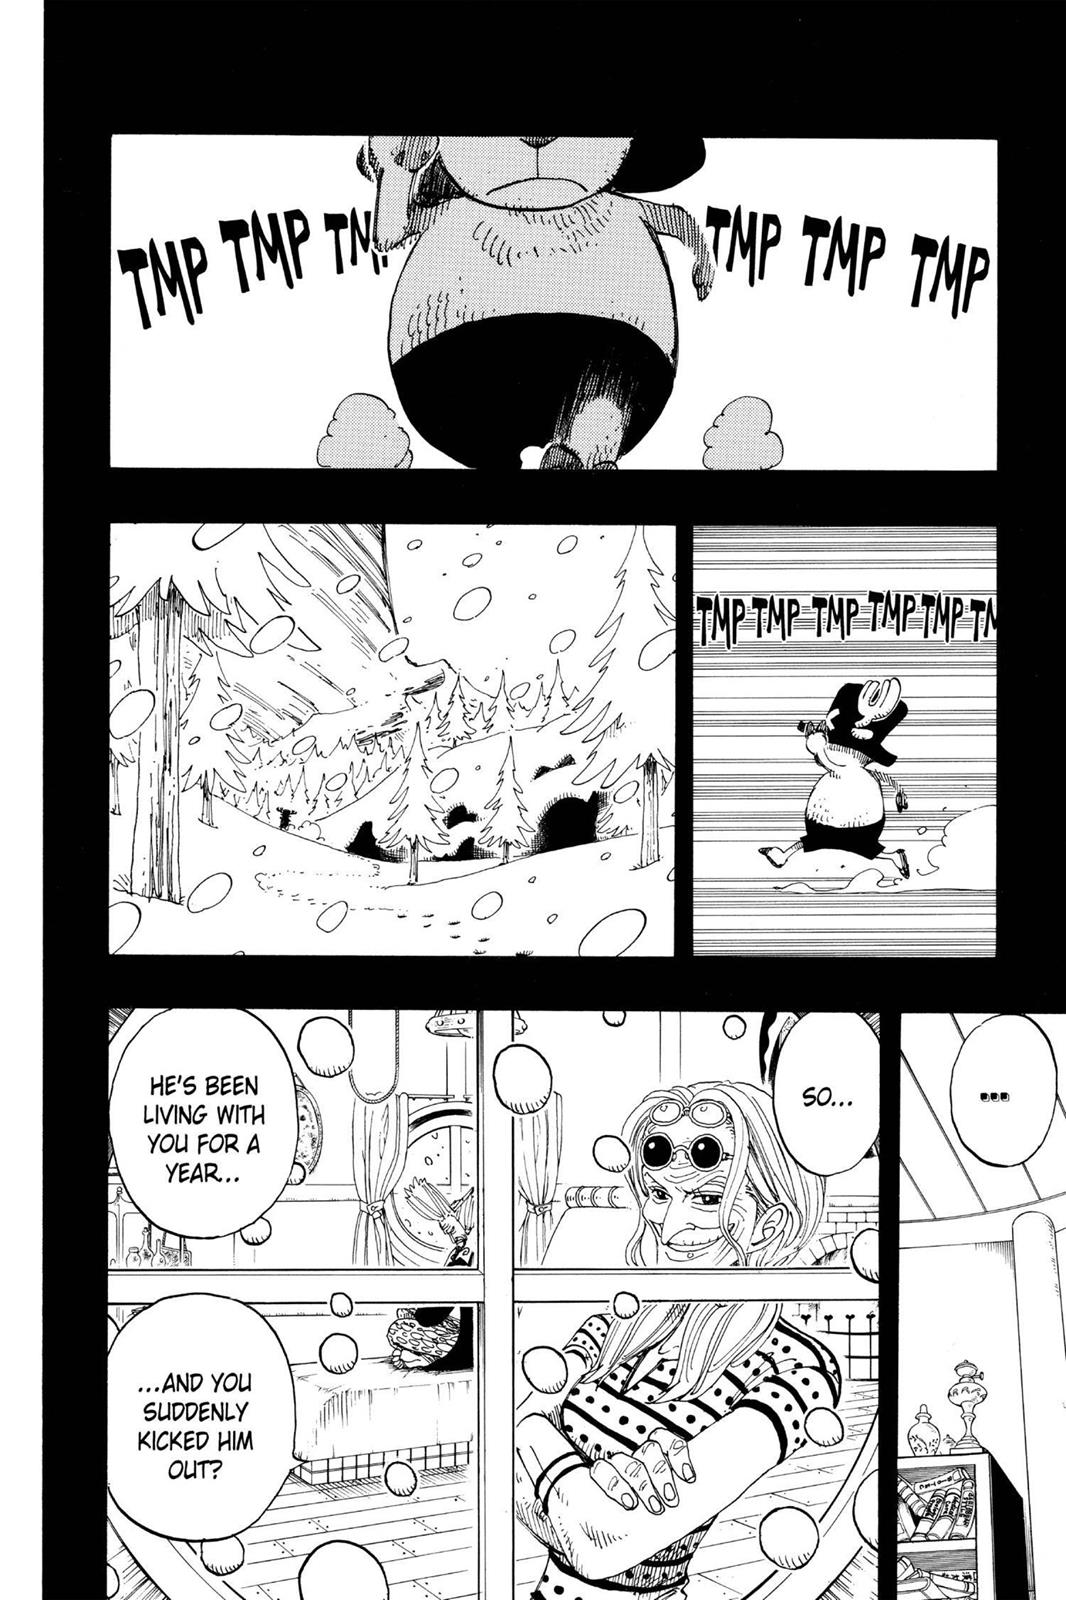 TMP TMP TM
TMP TMP TMP
TMP TMP TMP TMP TMP TM
...
SO...
HE'S BEEN
LIVING WITH
YOU FOR A
YEAR...
...AND YOU
SUDDENLY
KICKED HIM
OUT?